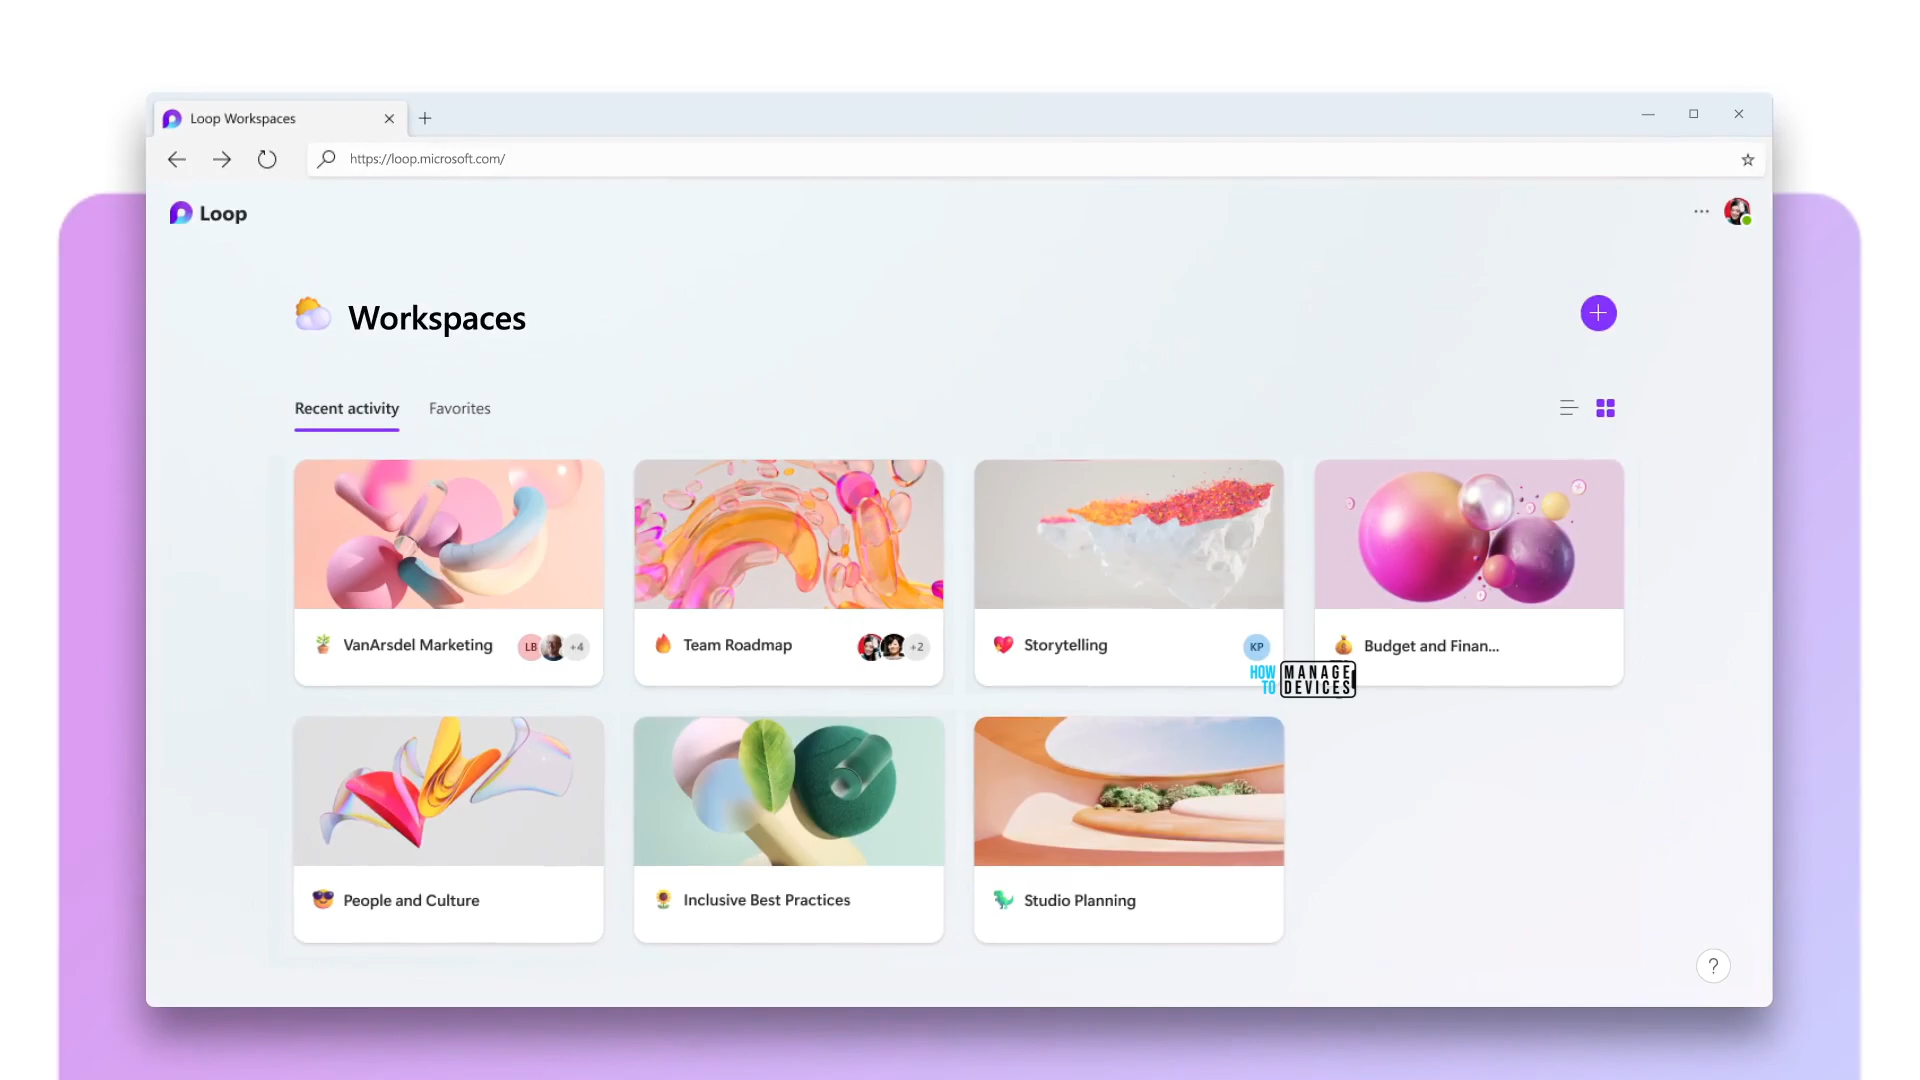 Loop Workspaces
https://loop.microsoft.com/
Loop
Workspaces
Recent activity
Favorites
VanArsdel Marketing
LB
+4
Team Roadmap
+2
Storytelling
KP
Budget and Finan...
HOW TO
MANAGE DEVICES
People and Culture
Inclusive Best Practices
Studio Planning
?